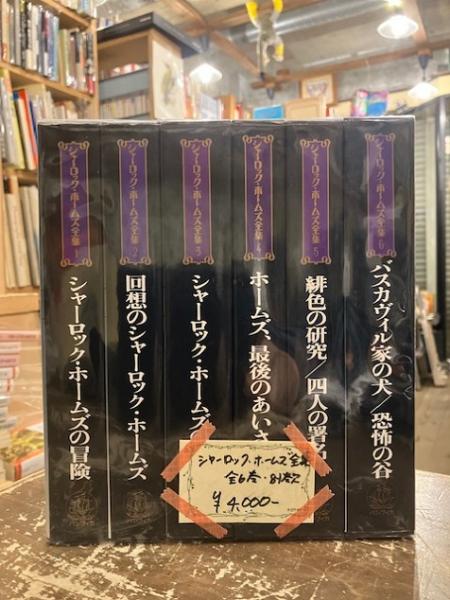 シャーロック・ホームズ全集 1
シャーロック・ホームズの冒険
シャーロック・ホームズ全集 2
回想のシャーロック・ホームズ
シャーロック・ホームズ全集 3
シャーロック・ホームズ
シャーロック・ホームズ全集 4
ホームズ、最後のあいさ
シャーロック・ホームズ全集 5
緋色の研究/四人の署名
シャーロック・ホームズ全集 6
バスカヴィル家の犬/恐怖の谷
シャーロック・ホームズ全
全6巻・
¥4,000-